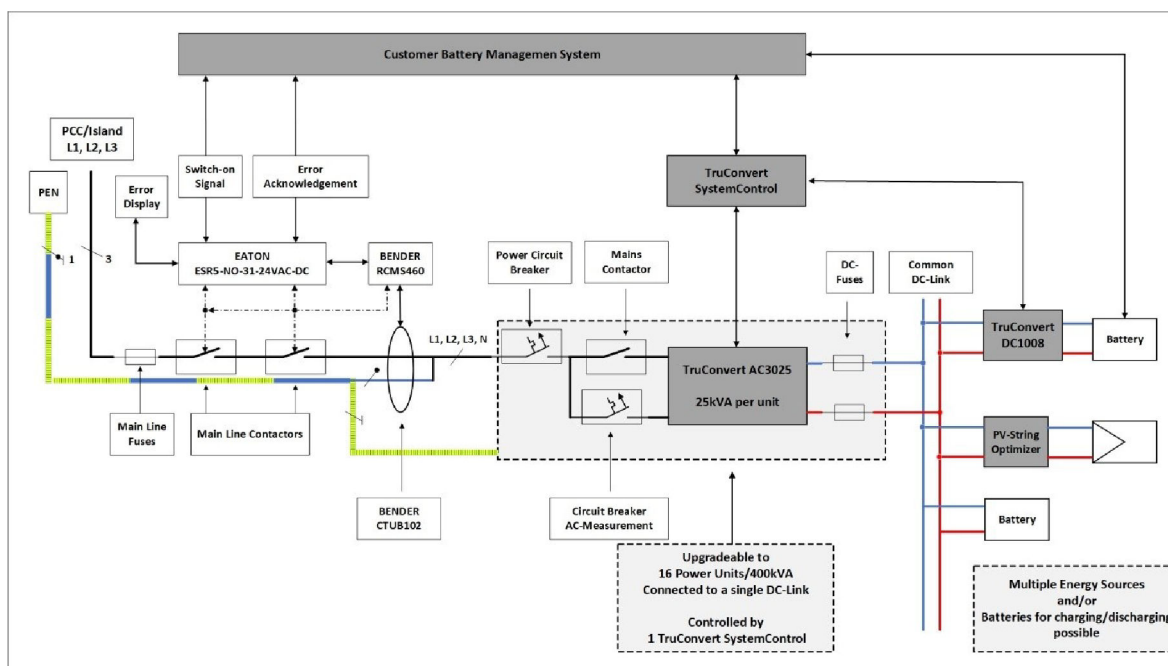 Customer Battery Managemen System
PCC/Island
L1, L2, L3
PEN
Error
Display
Switch-on
Signal
Error
Acknowledgement
TruConvert
SystemControl
1
3
EATON
ESR5-NO-31-24VAC-DC
BENDER
RCMS460
Power Circuit
Breaker
Mains
Contactor
DC-
Fuses
Common
DC-Link
L1, L2, L3, N
TruConvert AC3025
25kVA per unit
TruConvert
DC1008
Battery
Main Line
Fuses
Main Line Contactors
PV-String
Optimizer
BENDER
CTUB102
Circuit Breaker
AC-Measurement
Battery
Upgradeable to
16 Power Units/400kVA
Connected to a single DC-Link
Controlled by
1 TruConvert SystemControl
Multiple Energy Sources
and/or
Batteries for charging/discharging
possible